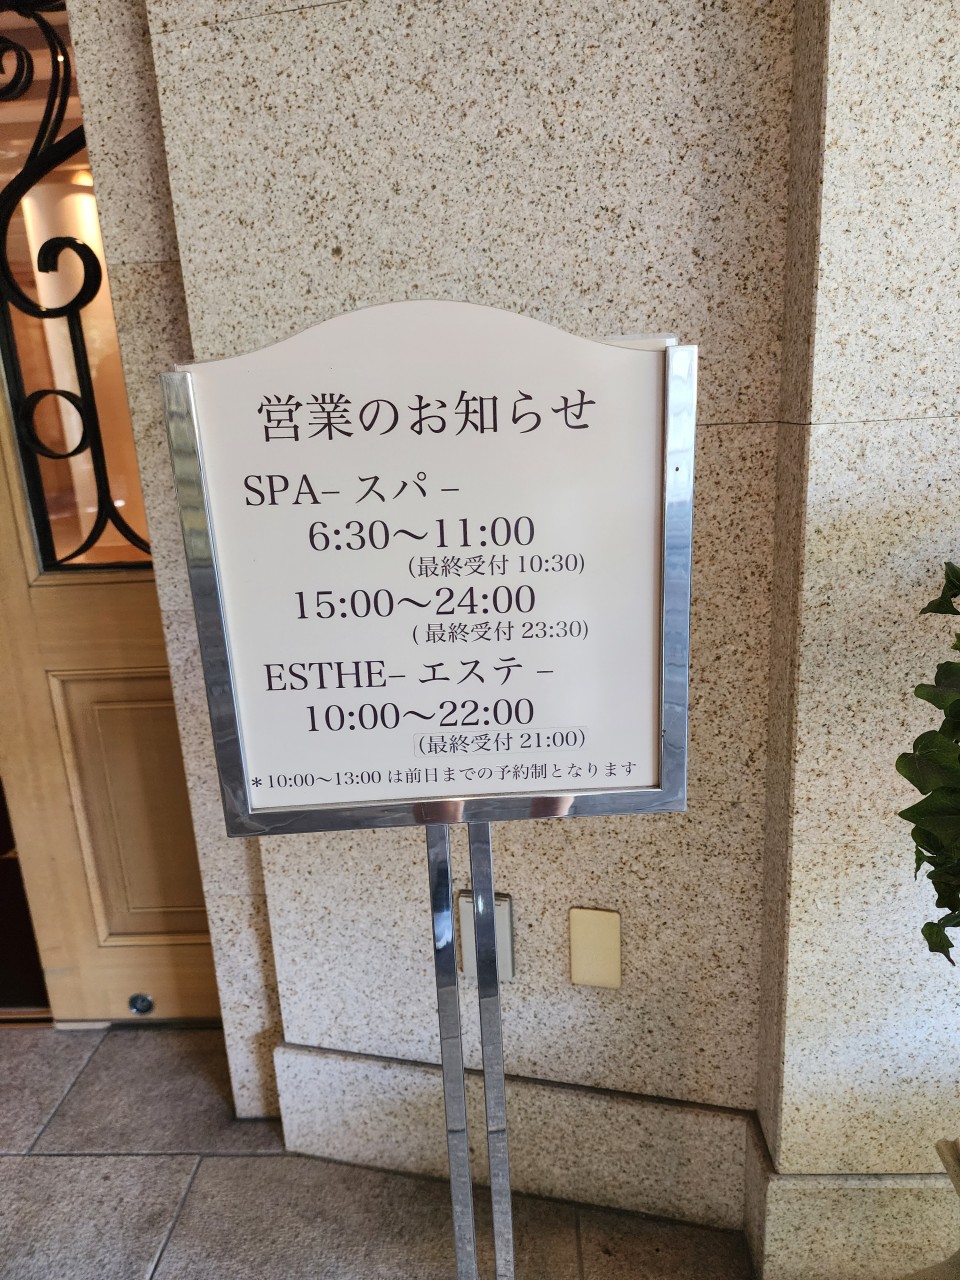 営業のお知らせ
SPA– スパ –
6:30〜11:00
(最終受付 10:30)
15:00〜24:00
( 最終受付 23:30)
ESTHE– エステ –
10:00〜22:00
(最終受付 21:00)
＊10:00〜13:00 は前日までの予約制となります